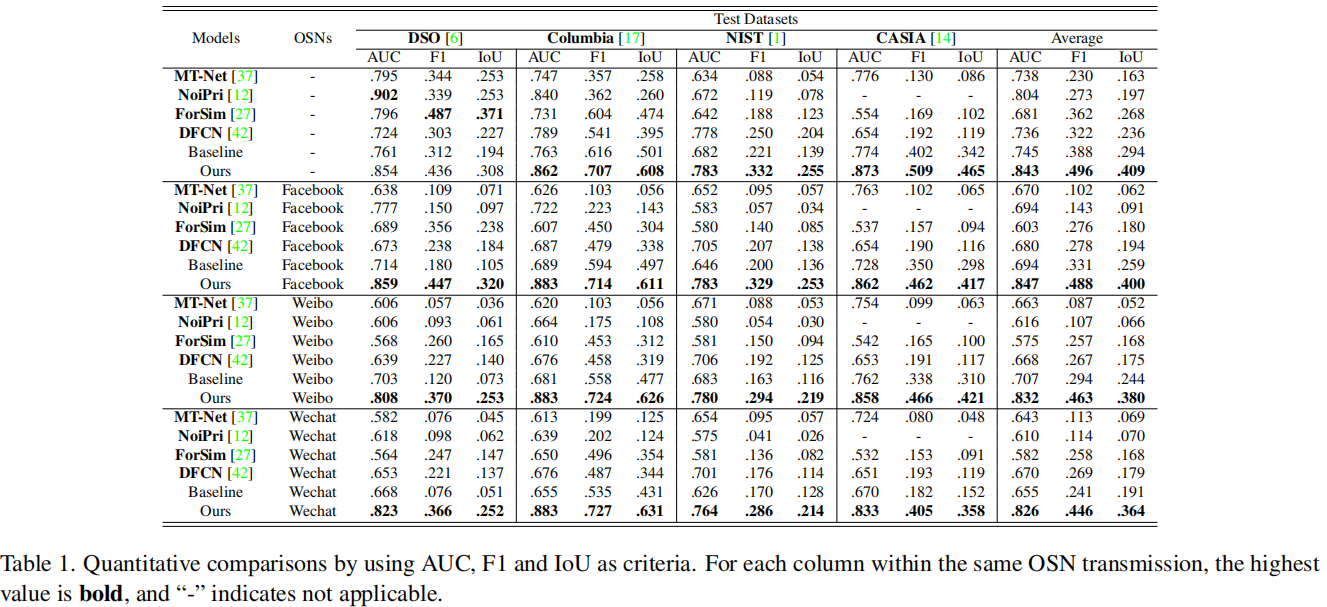 Test Datasets
Models OSNs DSO [6] Columbia [17] NIST [1] CASIA [14] Average
AUC F1 IoU AUC F1 IoU AUC F1 IoU AUC F1 IoU AUC F1 IoU
MT-Net [37] - .795 .344 .253 .747 .357 .258 .634 .088 .054 .776 .130 .086 .738 .230 .163
NoiPri [12] - .902 .339 .253 .840 .362 .260 .672 .119 .078 - - - .804 .273 .197
ForSim [27] - .796 .487 .371 .731 .604 .474 .642 .188 .123 .554 .169 .102 .681 .362 .268
DFCN [42] - .724 .303 .227 .789 .541 .395 .778 .250 .204 .654 .192 .119 .736 .322 .236
Baseline - .761 .312 .194 .763 .616 .501 .682 .221 .139 .774 .402 .342 .745 .388 .294
Ours - .854 .436 .308 .862 .707 .608 .783 .332 .255 .873 .509 .465 .843 .496 .409
MT-Net [37] Facebook .638 .109 .071 .626 .103 .056 .652 .095 .057 .763 .102 .065 .670 .102 .062
NoiPri [12] Facebook .777 .150 .097 .722 .223 .143 .583 .057 .034 - - - .694 .143 .091
ForSim [27] Facebook .689 .356 .238 .607 .450 .304 .580 .140 .085 .537 .157 .094 .603 .276 .180
DFCN [42] Facebook .673 .238 .184 .687 .479 .338 .705 .207 .138 .654 .190 .116 .680 .278 .194
Baseline Facebook .714 .180 .105 .689 .594 .497 .646 .200 .136 .728 .350 .298 .694 .331 .259
Ours Facebook .859 .447 .320 .883 .714 .611 .783 .329 .253 .862 .462 .417 .847 .488 .400
MT-Net [37] Weibo .606 .057 .036 .620 .103 .056 .671 .088 .053 .754 .099 .063 .663 .087 .052
NoiPri [12] Weibo .606 .093 .061 .664 .175 .108 .580 .054 .030 - - - .616 .107 .066
ForSim [27] Weibo .568 .260 .165 .610 .453 .312 .581 .150 .094 .542 .165 .100 .575 .257 .168
DFCN [42] Weibo .639 .227 .140 .676 .458 .319 .706 .192 .125 .653 .191 .117 .668 .267 .175
Baseline Weibo .703 .120 .073 .681 .558 .477 .683 .163 .116 .762 .338 .310 .707 .294 .244
Ours Weibo .808 .370 .253 .883 .724 .626 .780 .294 .219 .858 .466 .421 .832 .463 .380
MT-Net [37] Wechat .582 .076 .045 .613 .199 .125 .654 .095 .057 .724 .080 .048 .643 .113 .069
NoiPri [12] Wechat .618 .098 .062 .639 .202 .124 .575 .041 .026 - - - .610 .114 .070
ForSim [27] Wechat .564 .247 .147 .650 .496 .354 .581 .136 .082 .532 .153 .091 .582 .258 .168
DFCN [42] Wechat .653 .221 .137 .676 .487 .344 .701 .176 .114 .651 .193 .119 .670 .269 .179
Baseline Wechat .668 .076 .051 .655 .535 .431 .626 .170 .128 .670 .182 .152 .655 .241 .191
Ours Wechat .823 .366 .252 .883 .727 .631 .764 .286 .214 .833 .405 .358 .826 .446 .364
Table 1. Quantitative comparisons by using AUC, F1 and IoU as criteria. For each column within the same OSN transmission, the highest
value is bold, and “-” indicates not applicable.